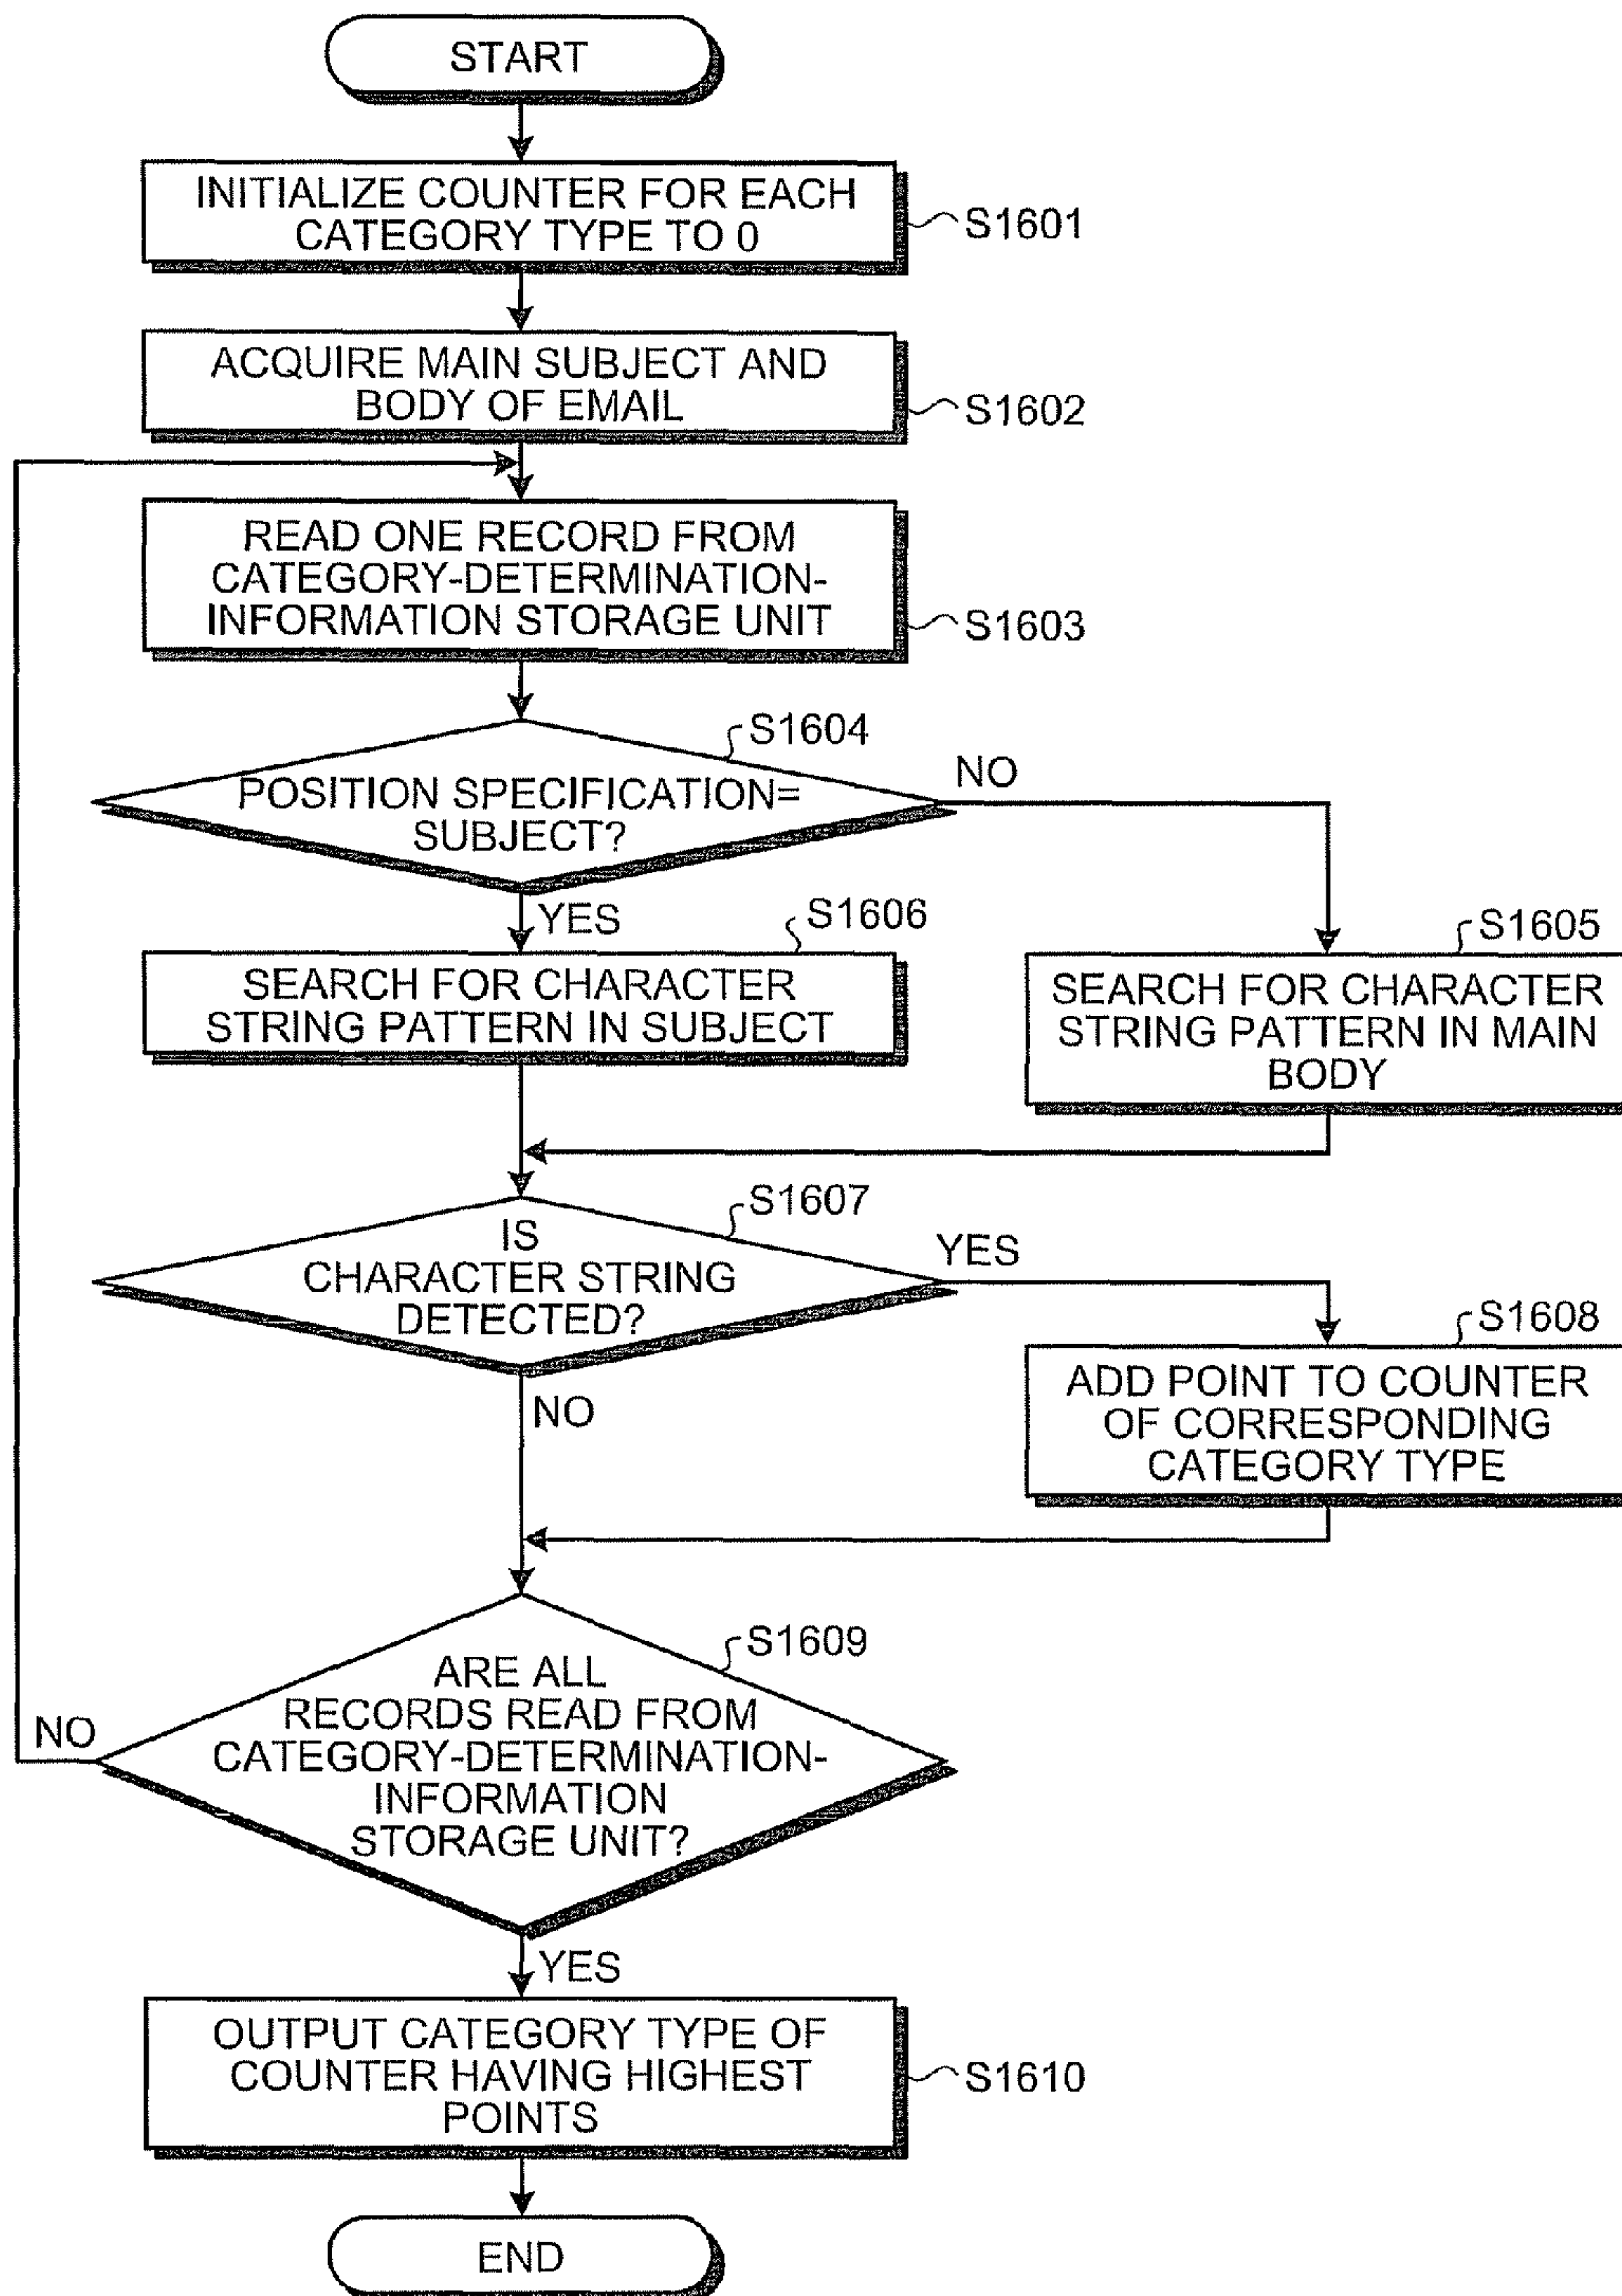 START
INITIALIZE COUNTER FOR EACH
CATEGORY TYPE TO 0
S1601
ACQUIRE MAIN SUBJECT AND
BODY OF EMAIL
S1602
READ ONE RECORD FROM
CATEGORY-DETERMINATION-
INFORMATION STORAGE UNIT
S1603
S1604
POSITION SPECIFICATION=
SUBJECT?
NO
YES
S1606
SEARCH FOR CHARACTER
STRING PATTERN IN SUBJECT
S1605
SEARCH FOR CHARACTER
STRING PATTERN IN MAIN
BODY
S1607
IS
CHARACTER STRING
DETECTED?
YES
NO
S1608
ADD POINT TO COUNTER
OF CORRESPONDING
CATEGORY TYPE
S1609
ARE ALL
RECORDS READ FROM
CATEGORY-DETERMINATION-
INFORMATION
STORAGE UNIT?
NO
YES
OUTPUT CATEGORY TYPE OF
COUNTER HAVING HIGHEST
POINTS
S1610
END